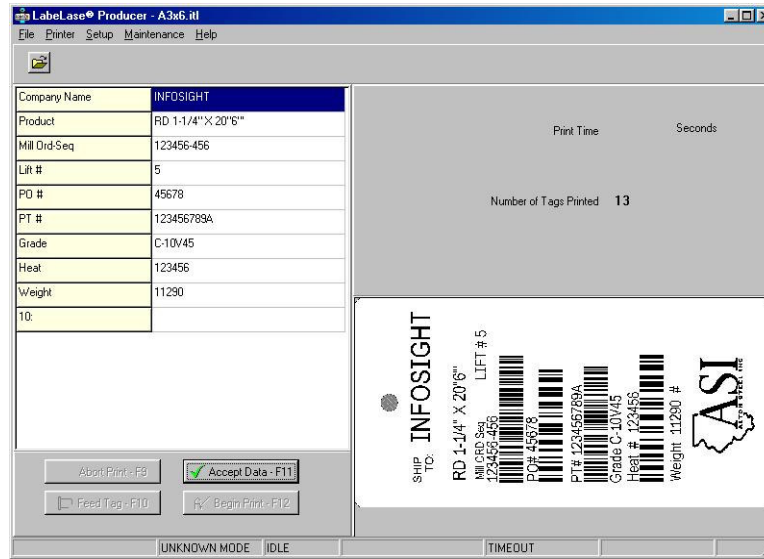 LabeLase® Producer - A3x6.itl
File Printer Setup Maintenance Help
Company Name INFOSIGHT
Product RD 1-1/4" X 20"6'"
Mill Ord-Seq 123456-456
Lift # 5
PO # 45678
PT # 123456789A
Grade C-10V45
Heat 123456
Weight 11290
10:
Abort Print - F9
Accept Data - F11
Feed Tag - F10
Begin Print - F12
Print Time Seconds
Number of Tags Printed 13
SHIP TO: INFOSIGHT
RD 1-1/4" X 20"6'"
Mill CRD Seq
123456-456
LIFT # 5
PO# 45678
PT# 123456789A
Grade C-10V45
Heat # 123456
Weight 11290 #
ASI
ALTON STEEL INC
UNKNOWN MODE IDLE TIMEOUT